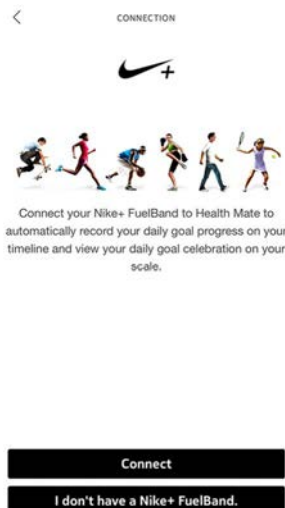 CONNECTION
+
Connect your Nike+ FuelBand to Health Mate to
automatically record your daily goal progress on your
timeline and view your daily goal celebration on your
scale.
Connect
I don't have a Nike+ FuelBand.